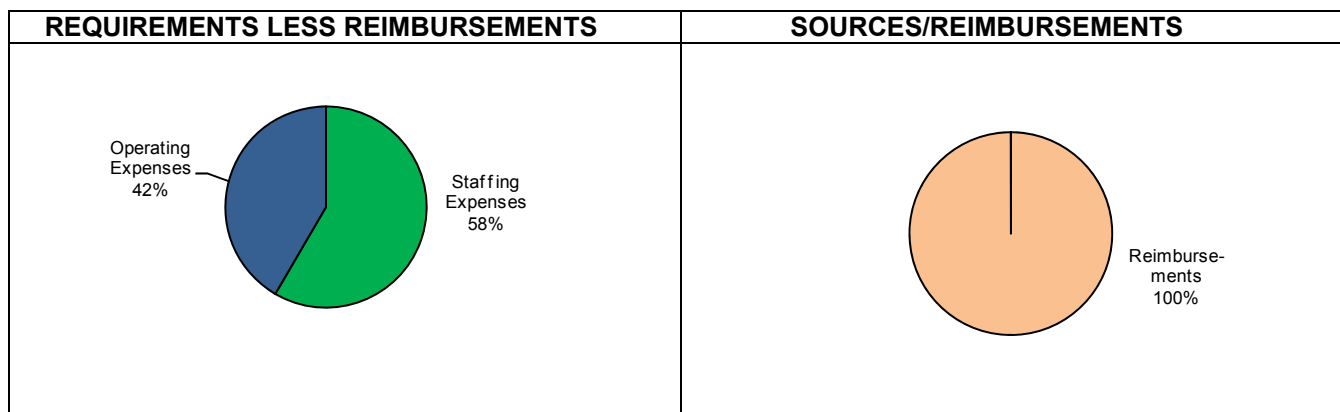 REQUIREMENTS LESS REIMBURSEMENTS
SOURCES/REIMBURSEMENTS
Operating
Expenses
42%
Staffing
Expenses
58%
Reimburse-
ments
100%